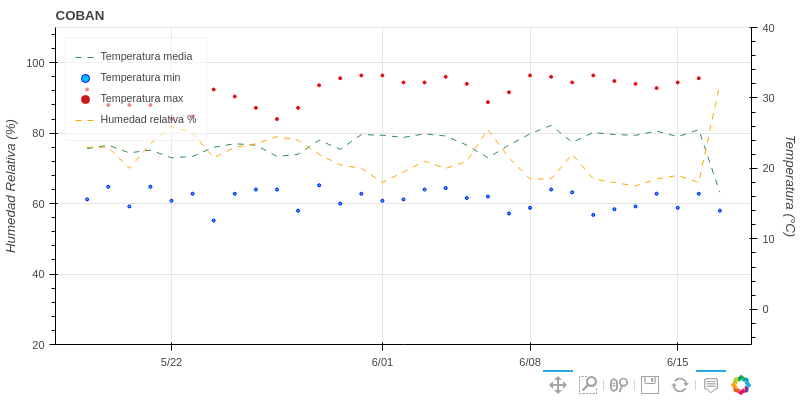 COBAN
Temperatura media
Temperatura min
Temperatura max
Humedad relativa %
Humedad Relativa (%)
100
80
60
40
20
Temperatura (°C)
40
30
20
10
0
5/22
6/01
6/08
6/15